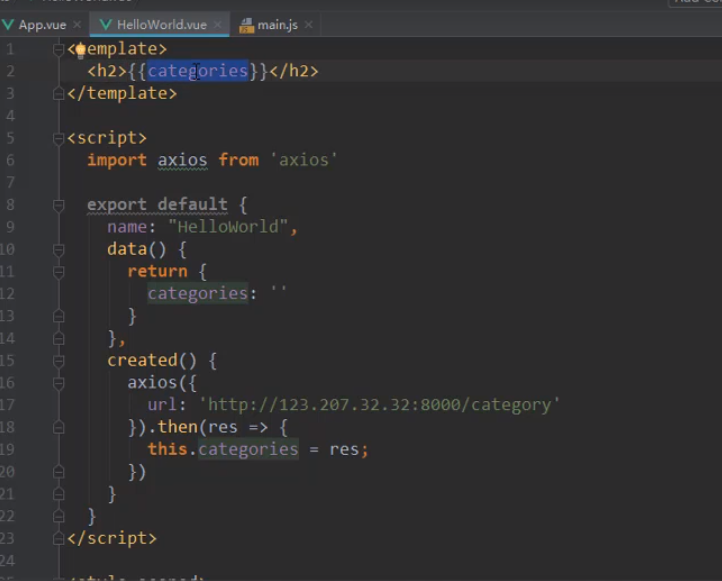 App.vue × HelloWorld.vue × main.js ×
1 <template>
2 <h2>{{categories}}</h2>
3 </template>
4
5 <script>
6 import axios from 'axios'
7
8 export default {
9 name: "HelloWorld",
10 data() {
11 return {
12 categories: ''
13 }
14 },
15 created() {
16 axios({
17 url: 'http://123.207.32.32:8000/category'
18 }).then(res => {
19 this.categories = res;
20 })
21 }
22 }
23 </script>
24